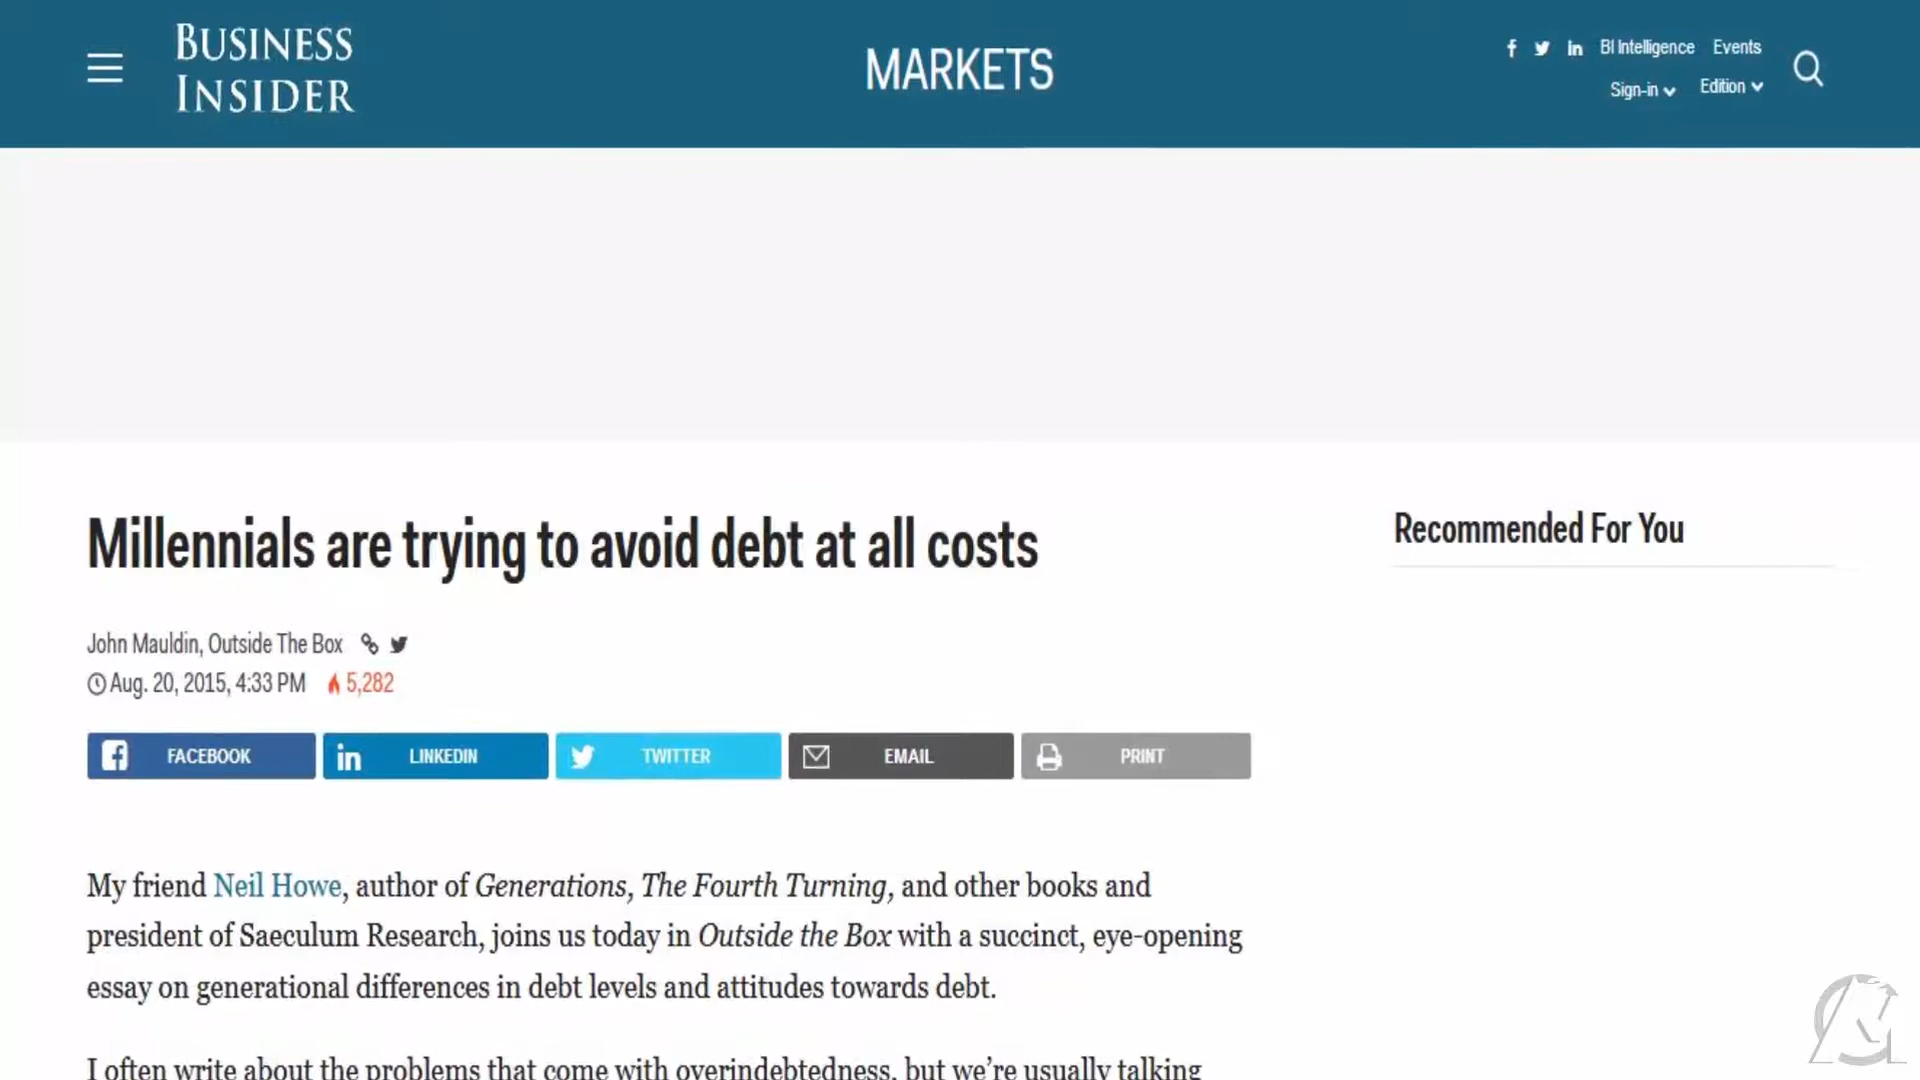 BUSINESS
INSIDER
MARKETS
BI Intelligence Events
Sign-in Edition
Millennials are trying to avoid debt at all costs
Recommended For You
John Mauldin, Outside The Box
Aug. 20, 2015, 4:33 PM 5,282
FACEBOOK LINKEDIN TWITTER EMAIL PRINT
My friend Neil Howe, author of Generations, The Fourth Turning, and other books and
president of Saeculum Research, joins us today in Outside the Box with a succinct, eye-opening
essay on generational differences in debt levels and attitudes towards debt.
I often write about the problems that come with overindebtedness, but we're usually talking